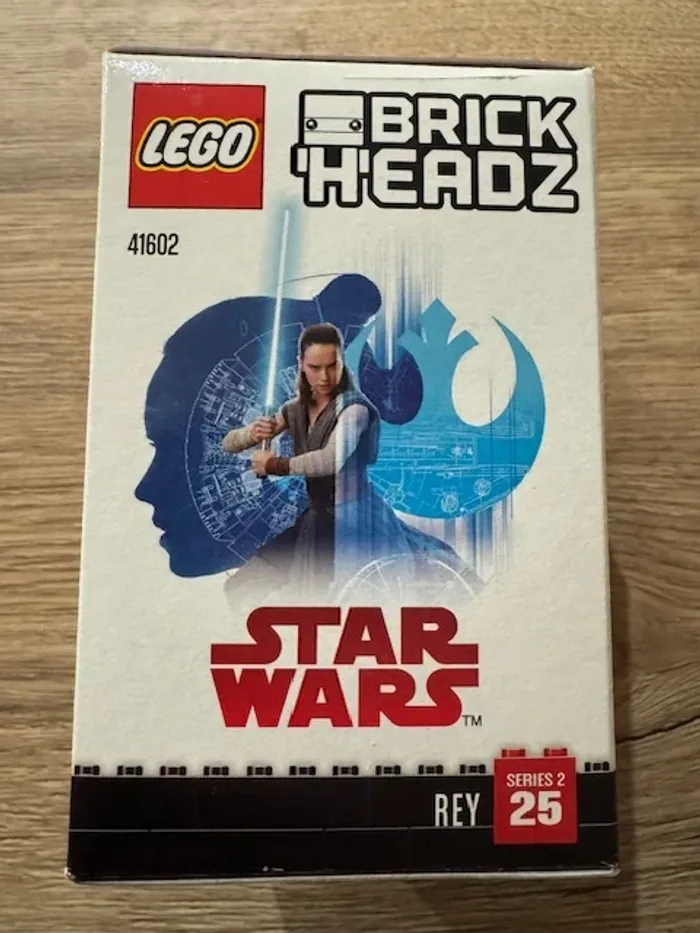 LEGO
BRICK
HEADZ
41602
STAR
WARS
TM
REY
SERIES 2
25